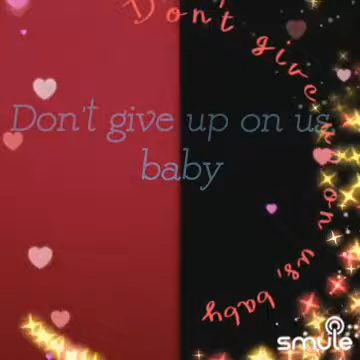 Don't give up on us,
baby
Don't give up on us, baby
smule